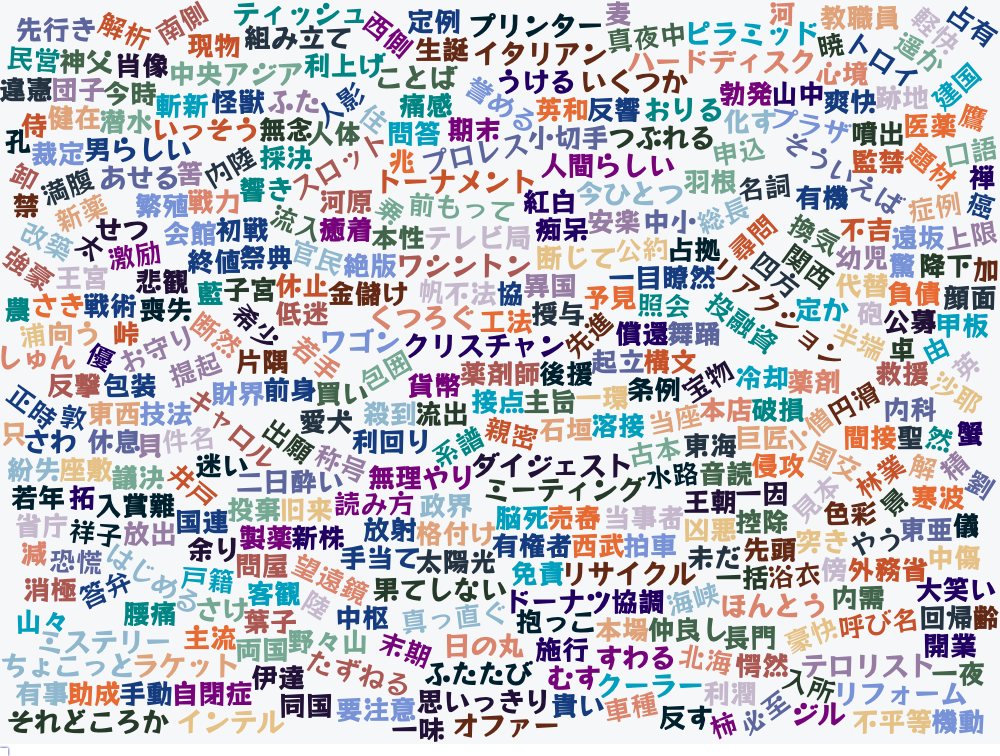 先行き 解析 南側 ティッシュ 西側 定例 プリンター 麦 河 教職員 軽快 占有
現物 組み立て 生誕 イタリアン 真夜中 ピラミッド 暁 トロイ 遥か
民営 神父 肖像 中央アジア 利上げ ことば ハードディスク 心境 建国
違憲 団子 今時 斬新 怪獣 ふた 人影 住 痛感 誉める うける いくつか 勃発 山中 爽快 跡地
孔 侍 健在 潜水 いっそう 無念 人体 問答 期末 英和 反響 おりる 化す プラザ 噴出 医薬 鷹
裁定 男らしい 採決 スロット 兆 プロレス 小切手 つぶれる 申込 そういえば 監禁 題材 口語
卸 満腹 あせる 筈 内陸 響き トーナメント 人間らしい 羽根 名詞 有機 禅
禁 新薬 繁殖 戦力 流入 河原 前もって 紅白 今ひとつ 総長 症例 癌
改築 せつ 激励 会館 初戦 官民 癒着 本性 テレビ局 痴呆 安楽 中小 尋問 換気 不吉 遠坂 上限
強豪 王宮 悲観 終値 祭典 絶版 ワシントン 断じて 公約 占拠 四方 関西 幼児 驚 降下 加
農 さき 戦術 喪失 藍 子宮 休止 金儲け 帆 不法 協 異国 一目瞭然 リアクション 代替 負債 顔面
浦 向う 峠 断然 希少 低迷 くつろぐ 工法 授与 予見 照会 投融資 定か 砲 公募 甲板
しゅん 優 お守り 片隅 若手 ワゴン クリスチャン 先進 償還 舞踊 半端 卓 由
反撃 包装 提起 財界 前身 買い 包囲 貨幣 薬剤師 後援 起立 構文 宝物 冷却 薬剤 救援 沙耶
正時 敦 東西 技法 キャロル 愛犬 殺到 流出 接点 主旨 一環 条例 当座 本店 破損 僧 円滑 内科
只 さわ 休息 貝 件名 出願 称号 利回り 系譜 親密 石垣 溶接 古本 東海 巨匠 間接 聖 然 蟹
紛失 座敷 議決 井戸 迷い 二日酔い 無理やり ダイジェスト 水路 音読 侵攻 国文 林業 解 積 劉
若年 拓 入賞 難 投棄 旧来 読み方 政界 ミーティング 王朝 一因 見本 色彩 景 寒波
省庁 祥子 放出 国連 製薬 新株 放射 格付け 脳死 売春 当事者 凶悪 控除 突き やう 東亜 儀
減 恐慌 はじめる 余り 問屋 望遠鏡 手当て 太陽光 有権者 西武 拍車 未だ 先頭 中傷
消極 答弁 戸籍 客観 陸 果てしない 免責 リサイクル 一括 浴衣 傍 外務省 大笑い
山々 腰痛 さけ 葉子 中枢 真っ直ぐ ドーナツ 協調 海峡 ほんとう 内需 回帰 齢
ミステリー 主流 両国 野々山 末期 日の丸 抱っこ 本場 仲良し 長門 豪快 呼び名 開業
ちょこっと ラケット 伊達 たずねる ふたたび 施行 すわる 北海 愕然 テロリスト 一夜
有事 助成 手動 自閉症 同国 要注意 思いっきり むす クーラー 利潤 入所 リフォーム
それどころか インテル 一味 オファー 貴い 車種 反す 柿 必至 ジル 不平等 機動